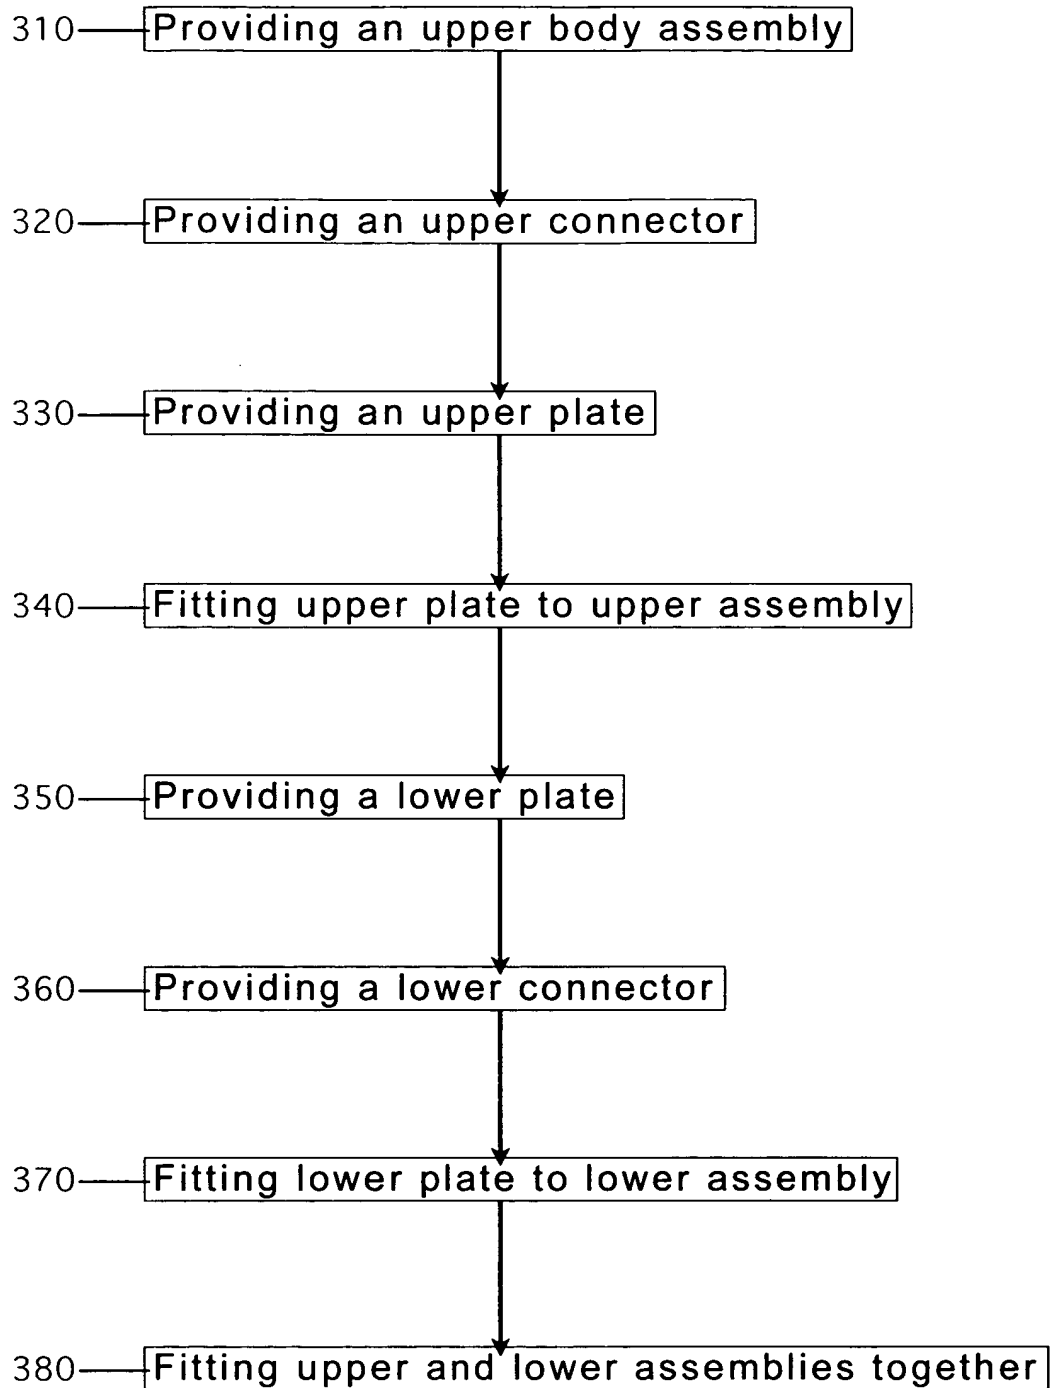 310 Providing an upper body assembly
320 Providing an upper connector
330 Providing an upper plate
340 Fitting upper plate to upper assembly
350 Providing a lower plate
360 Providing a lower connector
370 Fitting lower plate to lower assembly
380 Fitting upper and lower assemblies together